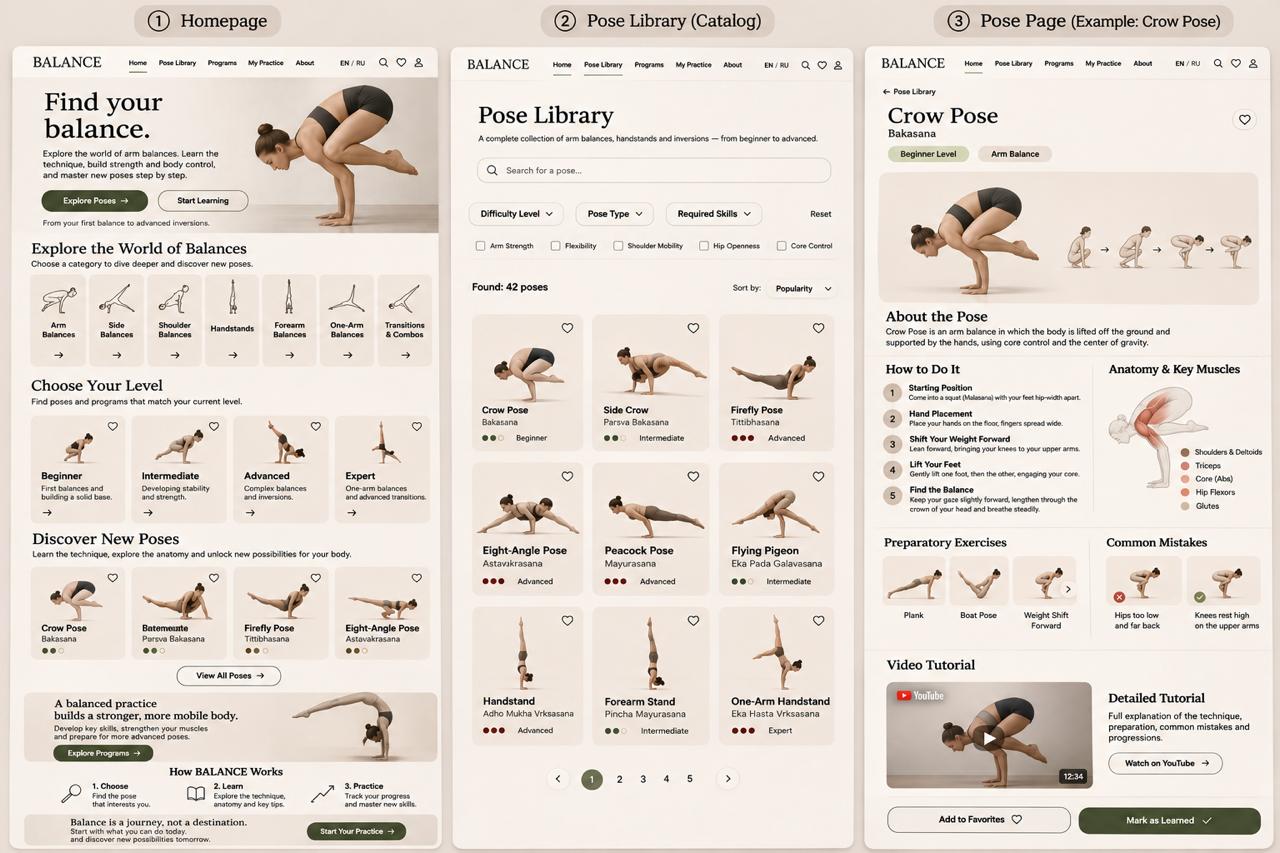 1 Homepage
BALANCE
Home Pose Library Programs My Practice About EN / RU
Find your
balance.
Explore the world of arm balances. Learn the
technique, build strength and body control,
and master new poses step by step.
Explore Poses → Start Learning
From your first balance to advanced inversions.
Explore the World of Balances
Choose a category to dive deeper and discover new poses.
Arm
Balances
→
Side
Balances
→
Shoulder
Balances
→
Handstands
→
Forearm
Balances
→
One-Arm
Balances
→
Transitions
& Combos
→
Choose Your Level
Find poses and programs that match your current level.
Beginner
First balances and
building a solid base.
→
Intermediate
Developing stability
and strength.
→
Advanced
Complex balances
and inversions.
→
Expert
One-arm balances
and advanced transitions.
Discover New Poses
Learn the technique, explore the anatomy and unlock new possibilities for your body.
Crow Pose
Bakasana
Parsva Bakasana
Firefly Pose
Tittibhasana
Eight-Angle Pose
Astavakrasana
View All Poses →
A balanced practice
builds a stronger, more mobile body.
Develop key skills, strengthen your muscles
and prepare for more advanced poses.
Explore Programs →
How BALANCE Works
1. Choose
Find the pose
that interests you.
2. Learn
Explore the technique,
anatomy and key tips.
3. Practice
Track your progress
and master new skills.
Balance is a journey, not a destination.
Start with what you can do today.
and discover new possibilities tomorrow.
Start Your Practice →
2 Pose Library (Catalog)
BALANCE
Home Pose Library Programs My Practice About EN / RU
Pose Library
A complete collection of arm balances, handstands and inversions — from beginner to advanced.
Search for a pose...
Difficulty Level Pose Type Required Skills Reset
Arm Strength Flexibility Shoulder Mobility Hip Openness Core Control
Found: 42 poses Sort by: Popularity
Crow Pose
Bakasana
Beginner
Side Crow
Parsva Bakasana
Intermediate
Firefly Pose
Tittibhasana
Advanced
Eight-Angle Pose
Astavakrasana
Advanced
Peacock Pose
Mayurasana
Advanced
Flying Pigeon
Eka Pada Galavasana
Intermediate
Handstand
Adho Mukha Vrksasana
Advanced
Forearm Stand
Pincha Mayurasana
Intermediate
One-Arm Handstand
Eka Hasta Vrksasana
Expert
1 2 3 4 5
3 Pose Page (Example: Crow Pose)
BALANCE
Home Pose Library Programs My Practice About EN / RU
← Pose Library
Crow Pose
Bakasana
Beginner Level Arm Balance
About the Pose
Crow Pose is an arm balance in which the body is lifted off the ground and
supported by the hands, using core control and the center of gravity.
How to Do It
1 Starting Position
Come into a squat (Malasana) with your feet hip-width apart.
2 Hand Placement
Place your hands on the floor, fingers spread wide.
3 Shift Your Weight Forward
Lean forward, bringing your knees to your upper arms.
4 Lift Your Feet
Gently lift one foot, then the other, engaging your core.
5 Find the Balance
Keep your gaze slightly forward, lengthen through the
crown of your head and breathe steadily.
Anatomy & Key Muscles
Shoulders & Deltoids
Triceps
Core (Abs)
Hip Flexors
Glutes
Preparatory Exercises
Plank
Boat Pose
Weight Shift
Forward
Common Mistakes
Hips too low
and far back
Knees rest high
on the upper arms
Video Tutorial
YouTube
12:34
Detailed Tutorial
Full explanation of the technique,
preparation, common mistakes and
progressions.
Watch on YouTube →
Add to Favorites
Mark as Learned